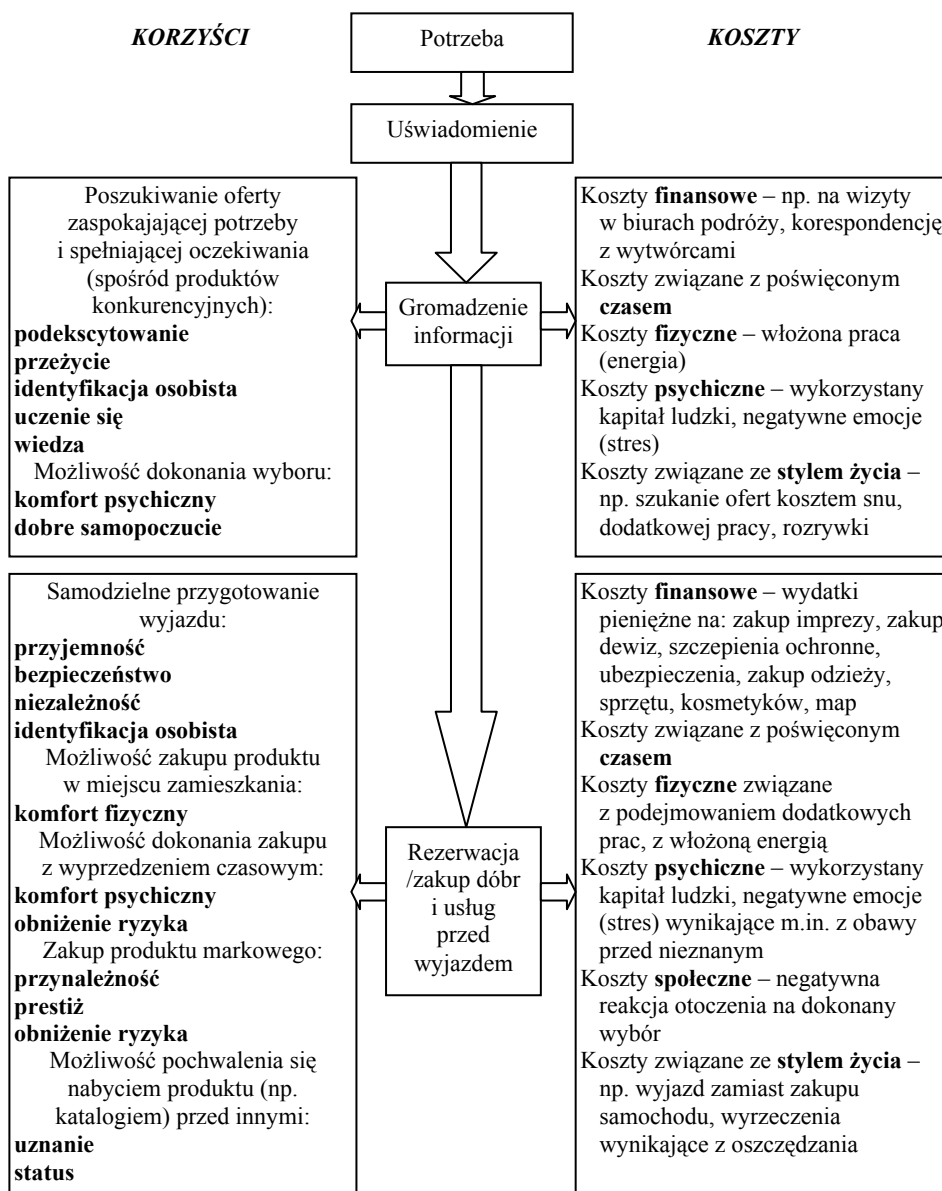 KORZYŚCI
Potrzeba
KOSZTY
Uświadomienie
Poszukiwanie oferty
zaspokajającej potrzeby
i spełniającej oczekiwania
(spośród produktów
konkurencyjnych):
podekscytowanie
przeżycie
identyfikacja osobista
uczenie się
wiedza
Możliwość dokonania wyboru:
komfort psychiczny
dobre samopoczucie
Gromadzenie
informacji
Koszty finansowe – np. na wizyty
w biurach podróży, korespondencję
z wytwórcami
Koszty związane z poświęconym
czasem
Koszty fizyczne – włożona praca
(energia)
Koszty psychiczne – wykorzystany
kapitał ludzki, negatywne emocje
(stres)
Koszty związane ze stylem życia –
np. szukanie ofert kosztem snu,
dodatkowej pracy, rozrywki
Samodzielne przygotowanie
wyjazdu:
przyjemność
bezpieczeństwo
niezależność
identyfikacja osobista
Możliwość zakupu produktu
w miejscu zamieszkania:
komfort fizyczny
Możliwość dokonania zakupu
z wyprzedzeniem czasowym:
komfort psychiczny
obniżenie ryzyka
Zakup produktu markowego:
przynależność
prestiż
obniżenie ryzyka
Możliwość pochwalenia się
nabyciem produktu (np.
katalogiem) przed innymi:
uznanie
status
Rezerwacja
/zakup dóbr
i usług
przed
wyjazdem
Koszty finansowe – wydatki
pieniężne na: zakup imprezy, zakup
dewiz, szczepienia ochronne,
ubezpieczenia, zakup odzieży,
sprzętu, kosmetyków, map
Koszty związane z poświęconym
czasem
Koszty fizyczne związane
z podejmowaniem dodatkowych
prac, z włożoną energią
Koszty psychiczne – wykorzystany
kapitał ludzki, negatywne emocje
(stres) wynikające m.in. z obawy
przed nieznanym
Koszty społeczne – negatywna
reakcja otoczenia na dokonany
wybór
Koszty związane ze stylem życia –
np. wyjazd zamiast zakupu
samochodu, wyrzeczenia
wynikające z oszczędzania